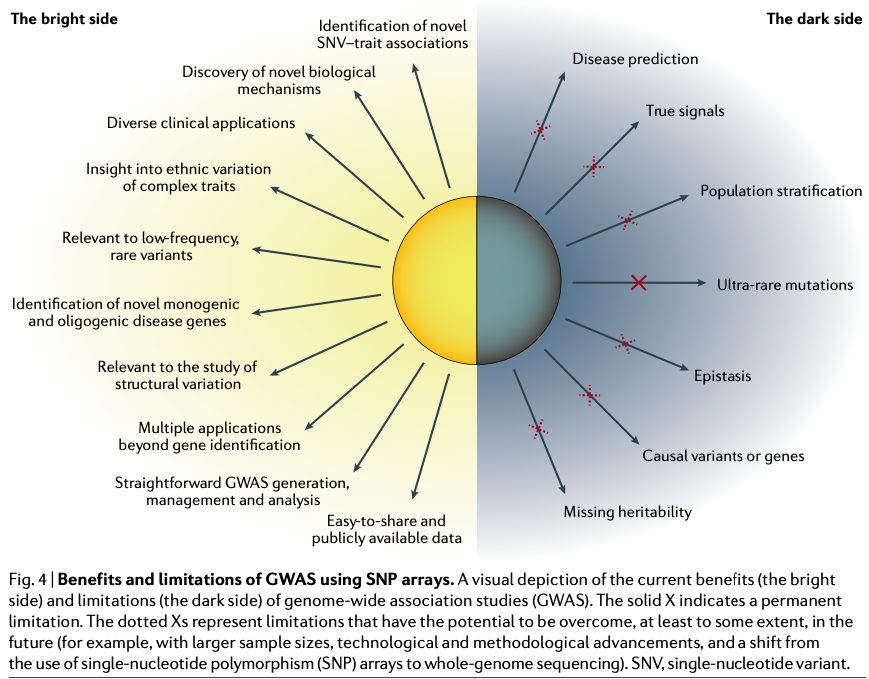 The bright side
The dark side
Identification of novel
SNV–trait associations
Discovery of novel biological
mechanisms
Diverse clinical applications
Insight into ethnic variation
of complex traits
Relevant to low-frequency,
rare variants
Identification of novel monogenic
and oligogenic disease genes
Relevant to the study of
structural variation
Multiple applications
beyond gene identification
Straightforward GWAS generation,
management and analysis
Easy-to-share and
publicly available data
Disease prediction
True signals
Population stratification
Ultra-rare mutations
Epistasis
Causal variants or genes
Missing heritability
Fig. 4 | Benefits and limitations of GWAS using SNP arrays. A visual depiction of the current benefits (the bright
side) and limitations (the dark side) of genome-wide association studies (GWAS). The solid X indicates a permanent
limitation. The dotted Xs represent limitations that have the potential to be overcome, at least to some extent, in the
future (for example, with larger sample sizes, technological and methodological advancements, and a shift from
the use of single-nucleotide polymorphism (SNP) arrays to whole-genome sequencing). SNV, single-nucleotide variant.